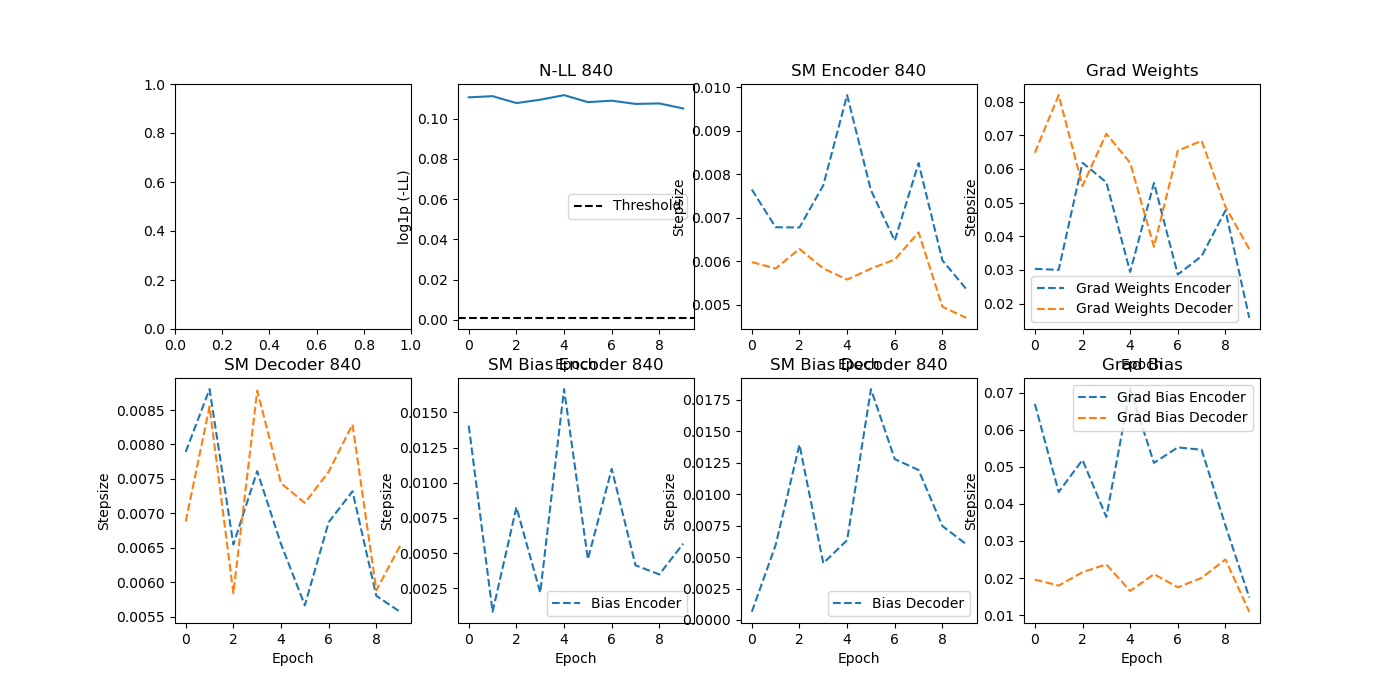 N-LL 840
SM Encoder 840
Grad Weights
1.0
0.8
0.6
0.4
0.2
0.0
0.0 0.2 0.4 0.6 0.8 1.0
log1p (-LL)
0.10
0.08
0.06
0.04
0.02
0.00
Threshold
0 2 4 6 8
Epoch
Stepsize
0.010
0.009
0.008
0.007
0.006
0.005
0 2 4 6 8
Epoch
Stepsize
0.08
0.07
0.06
0.05
0.04
0.03
0.02
Grad Weights Encoder
Grad Weights Decoder
0 2 4 6 8
Epoch
SM Decoder 840
SM Bias Encoder 840
SM Bias Decoder 840
Grad Bias
Stepsize
0.0085
0.0080
0.0075
0.0070
0.0065
0.0060
0.0055
0 2 4 6 8
Epoch
Stepsize
0.0150
0.0125
0.0100
0.0075
0.0050
0.0025
Bias Encoder
0 2 4 6 8
Epoch
Stepsize
0.0175
0.0150
0.0125
0.0100
0.0075
0.0050
0.0025
0.0000
Bias Decoder
0 2 4 6 8
Epoch
Stepsize
0.07
0.06
0.05
0.04
0.03
0.02
0.01
Grad Bias Encoder
Grad Bias Decoder
0 2 4 6 8
Epoch